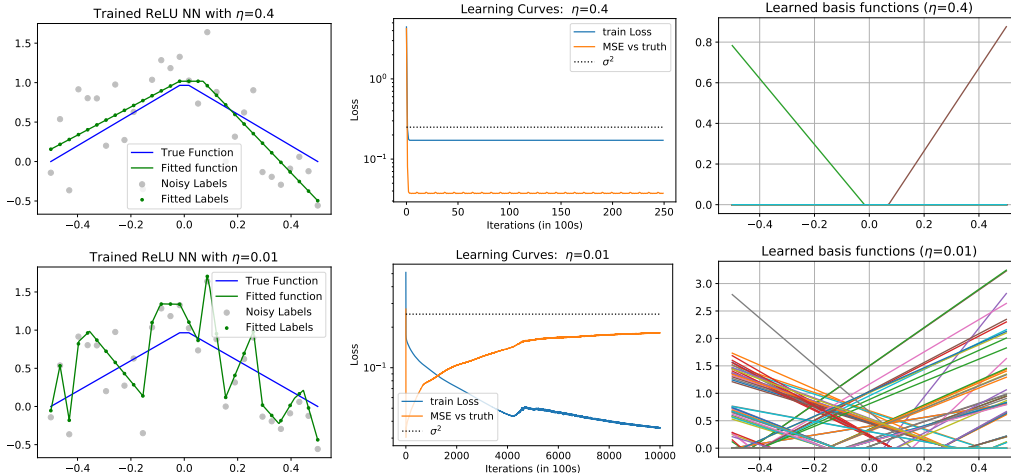 Trained ReLU NN with η=0.4
1.5
1.0
0.5
0.0
−0.5
−0.4
−0.2
0.0
0.2
0.4
True Function
Fitted function
Noisy Labels
Fitted Labels
Learning Curves: η=0.4
Loss
10⁰
10⁻¹
0
50
100
150
200
250
Iterations (in 100s)
train Loss
MSE vs truth
σ²
Learned basis functions (η=0.4)
0.8
0.6
0.4
0.2
0.0
−0.4
−0.2
0.0
0.2
0.4
Trained ReLU NN with η=0.01
1.5
1.0
0.5
0.0
−0.5
−0.4
−0.2
0.0
0.2
0.4
True Function
Fitted function
Noisy Labels
Fitted Labels
Learning Curves: η=0.01
Loss
10⁻¹
0
2000
4000
6000
8000
10000
Iterations (in 100s)
train Loss
MSE vs truth
σ²
Learned basis functions (η=0.01)
3.0
2.5
2.0
1.5
1.0
0.5
0.0
−0.4
−0.2
0.0
0.2
0.4